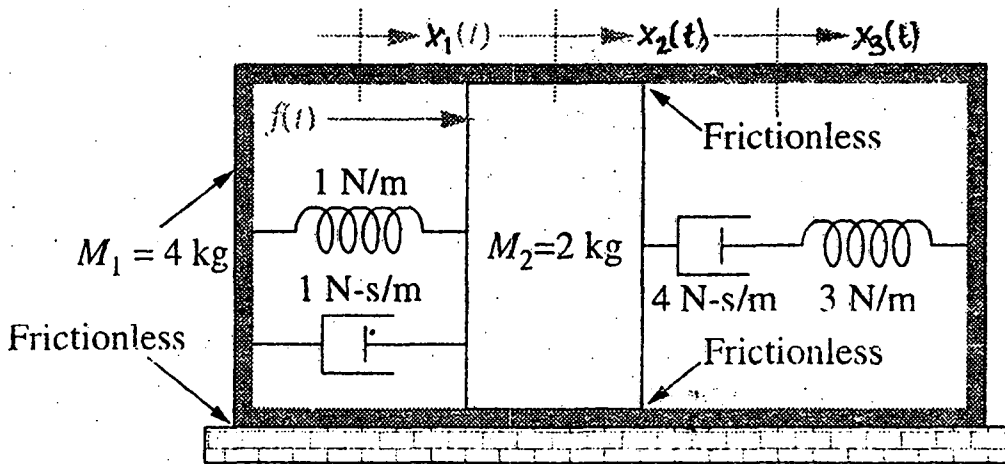 x₁(t) x₂(t) x₃(t)
f(t)
Frictionless
1 N/m
M₁ = 4 kg
M₂=2 kg
1 N-s/m
4 N-s/m 3 N/m
Frictionless
Frictionless